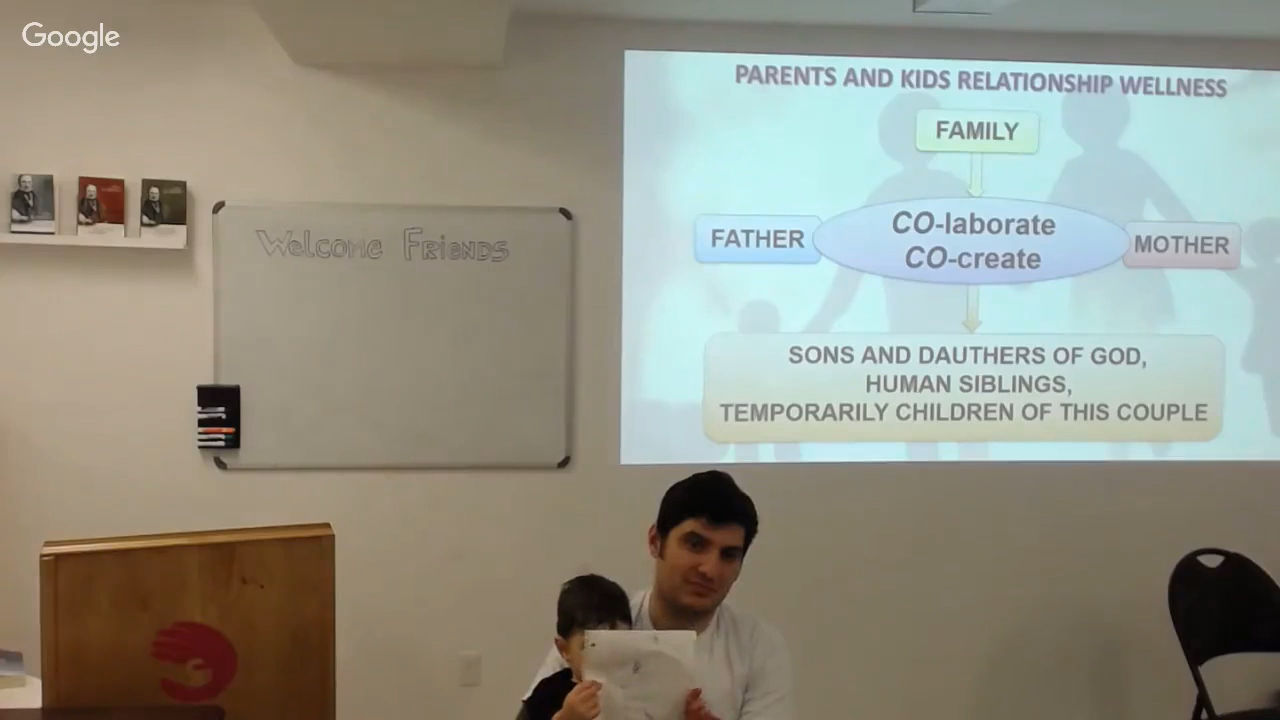 Google
PARENTS AND KIDS RELATIONSHIP WELLNESS
FAMILY
FATHER
CO-laborate
CO-create
MOTHER
SONS AND DAUTHERS OF GOD,
HUMAN SIBLINGS,
TEMPORARILY CHILDREN OF THIS COUPLE
Welcome Friends